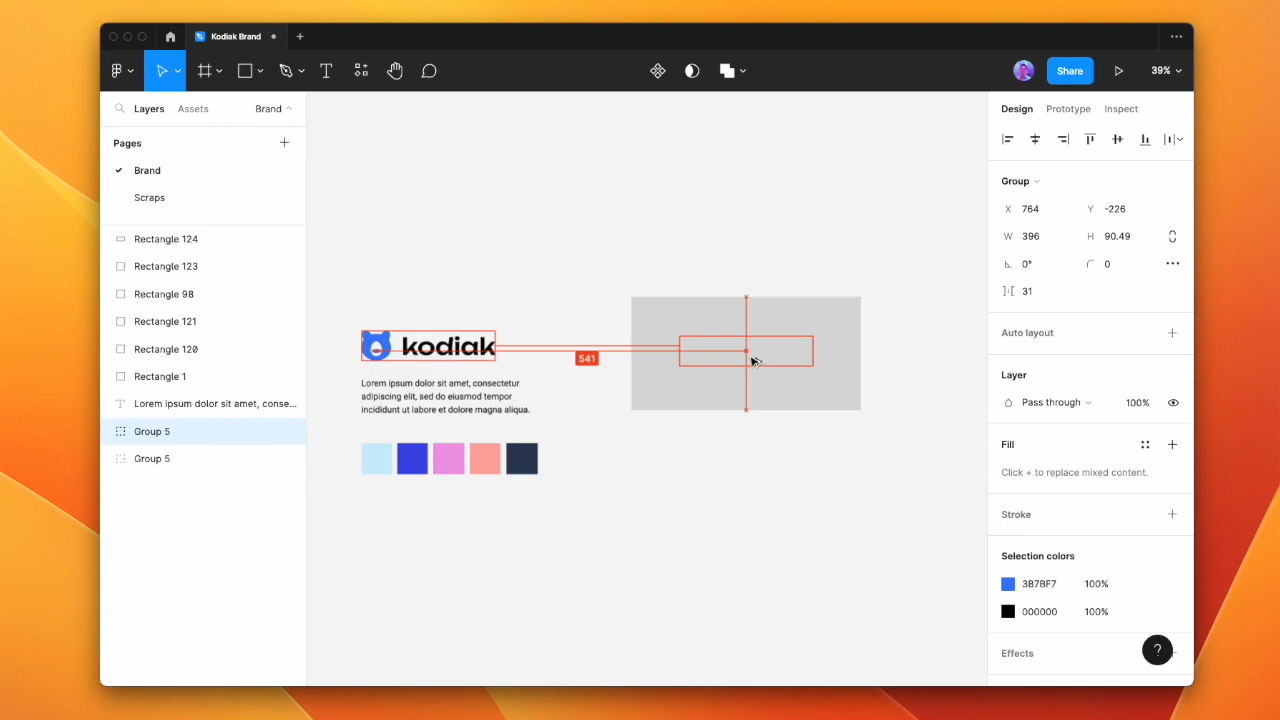 Kodiak Brand
Share
39%
Layers
Assets
Brand
Pages
Brand
Scraps
Rectangle 124
Rectangle 123
Rectangle 98
Rectangle 121
Rectangle 120
Rectangle 1
Lorem ipsum dolor sit amet, conse...
Group 5
Group 5
kodiak
Lorem ipsum dolor sit amet, consectetur
adipiscing elit, sed do eiusmod tempor
incididunt ut labore et dolore magna aliqua.
541
Design
Prototype
Inspect
Group
X 764
Y -226
W 396
H 90.49
0°
0
31
Auto layout
Layer
Pass through
100%
Fill
Click + to replace mixed content.
Stroke
Selection colors
3B7BF7 100%
000000 100%
Effects
?